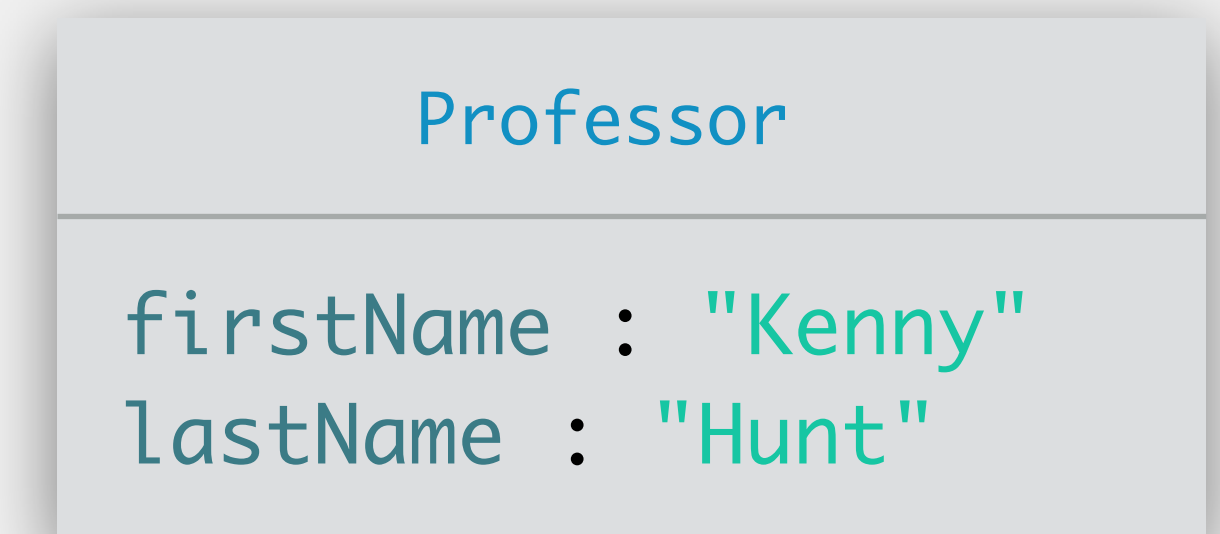 Professor
firstName : "Kenny"
lastName : "Hunt"